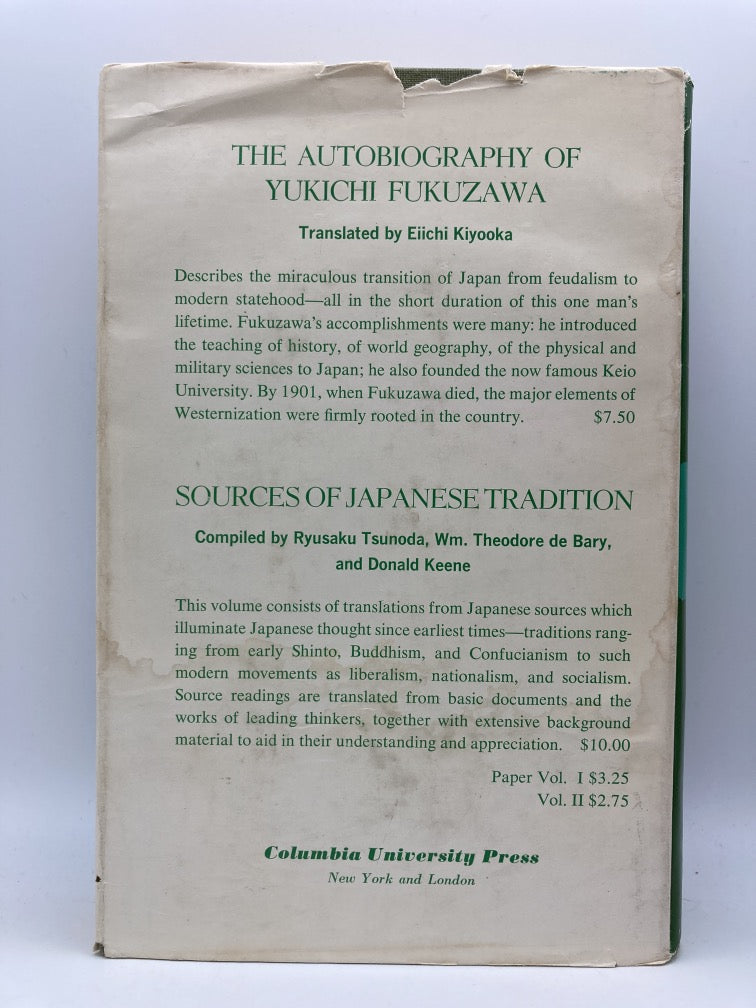 THE AUTOBIOGRAPHY OF
YUKICHI FUKUZAWA
Translated by Eiichi Kiyooka
Describes the miraculous transition of Japan from feudalism to
modern statehood—all in the short duration of this one man's
lifetime. Fukuzawa's accomplishments were many: he introduced
the teaching of history, of world geography, of the physical and
military sciences to Japan; he also founded the now famous Keio
University. By 1901, when Fukuzawa died, the major elements of
Westernization were firmly rooted in the country. $7.50
SOURCES OF JAPANESE TRADITION
Compiled by Ryusaku Tsunoda, Wm. Theodore de Bary,
and Donald Keene
This volume consists of translations from Japanese sources which
illuminate Japanese thought since earliest times—traditions rang-
ing from early Shinto, Buddhism, and Confucianism to such
modern movements as liberalism, nationalism, and socialism.
Source readings are translated from basic documents and the
works of leading thinkers, together with extensive background
material to aid in their understanding and appreciation. $10.00
Paper Vol. I $3.25
Vol. II $2.75
Columbia University Press
New York and London